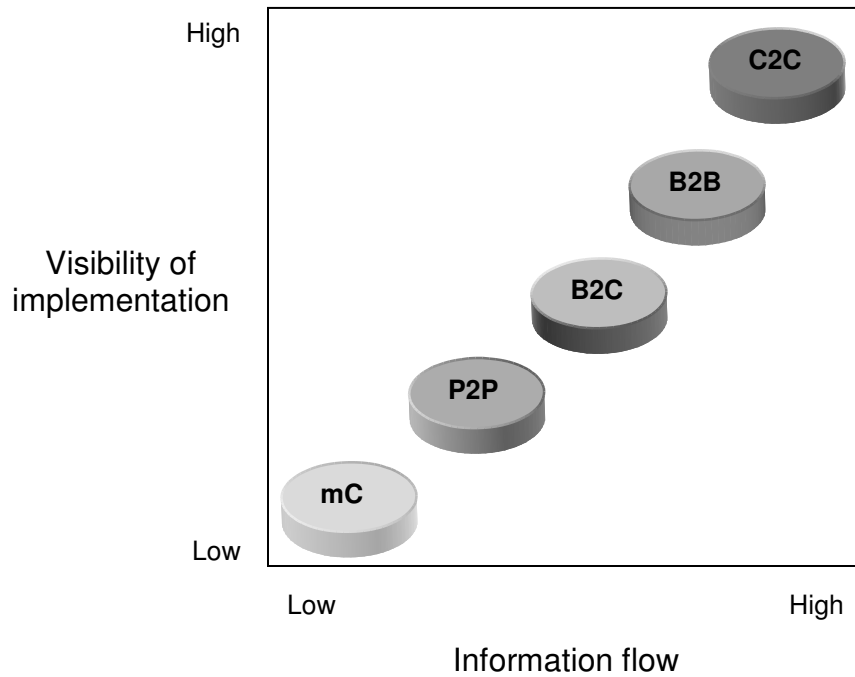 High
C2C
B2B
Visibility of
implementation
B2C
P2P
mC
Low
Low
High
Information flow